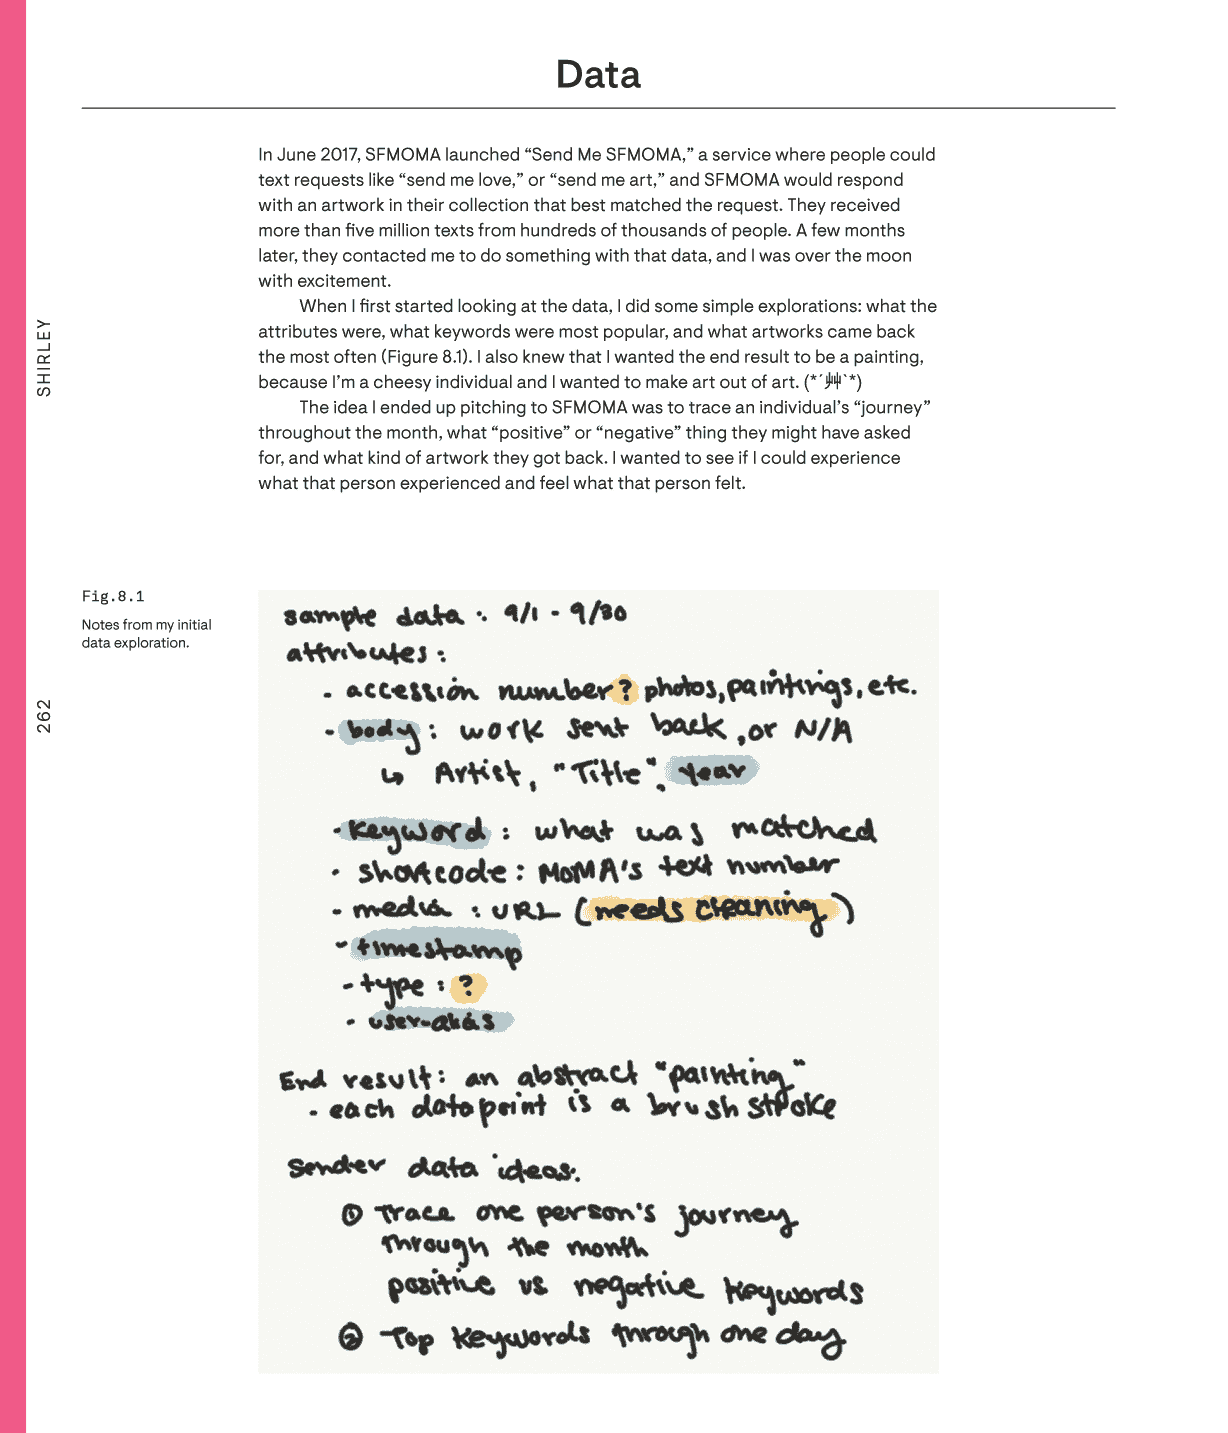 Data
In June 2017, SFMOMA launched “Send Me SFMOMA,” a service where people could
text requests like “send me love,” or “send me art,” and SFMOMA would respond
with an artwork in their collection that best matched the request. They received
more than five million texts from hundreds of thousands of people. A few months
later, they contacted me to do something with that data, and I was over the moon
with excitement.
When I first started looking at the data, I did some simple explorations: what the
attributes were, what keywords were most popular, and what artworks came back
the most often (Figure 8.1). I also knew that I wanted the end result to be a painting,
because I’m a cheesy individual and I wanted to make art out of art. (*´艸`*)
The idea I ended up pitching to SFMOMA was to trace an individual’s “journey”
throughout the month, what “positive” or “negative” thing they might have asked
for, and what kind of artwork they got back. I wanted to see if I could experience
what that person experienced and feel what that person felt.
SHIRLEY
262
Fig.8.1
Notes from my initial
data exploration.
sample data : 9/1 - 9/30
attributes :
- accession number? photos, paintings, etc.
- body : work sent back, or N/A
↳ Artist, "Title", year
- keyword : what was matched
- shortcode : MoMA's text number
- media : URL (needs cleaning)
- timestamp
- type : ?
- user-alias
End result: an abstract "painting"
- each datapoint is a brush stroke
Sender data ideas:
① Trace one person's journey
through the month
positive vs negative keywords
② Top keywords through one day